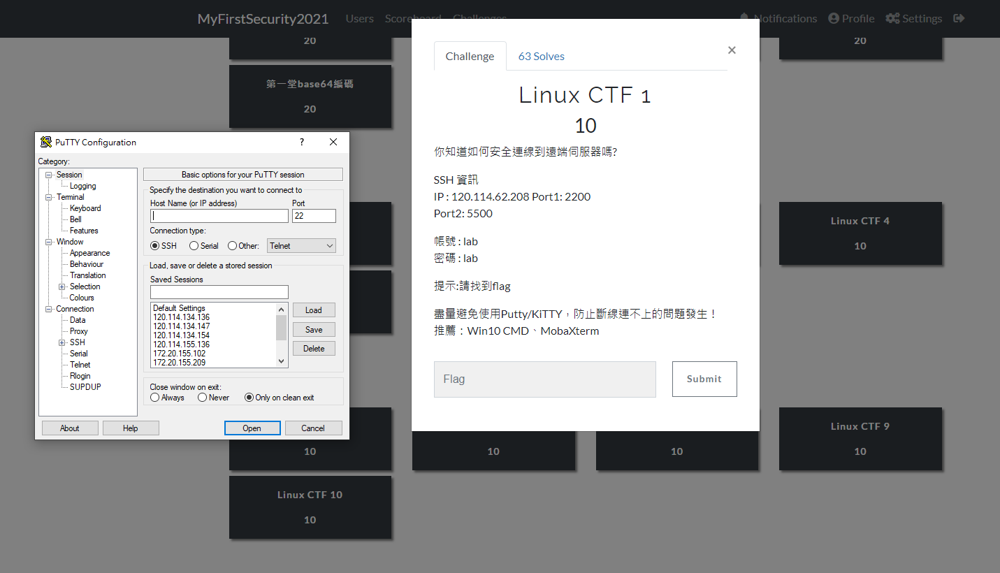 MyFirstSecurity2021 Users Scoreboard Challenges Notifications Profile Settings
20
20
第一堂base64編碼
20
PuTTY Configuration
?
Category:
Session
Logging
Terminal
Keyboard
Bell
Features
Window
Appearance
Behaviour
Translation
Selection
Colours
Connection
Data
Proxy
SSH
Serial
Telnet
Rlogin
SUPDUP
Basic options for your PuTTY session
Specify the destination you want to connect to
Host Name (or IP address) Port
22
Connection type:
SSH Serial Other: Telnet
Load, save or delete a stored session
Saved Sessions
Default Settings
120.114.134.136
120.114.134.147
120.114.134.154
120.114.155.136
172.20.155.102
172.20.155.209
Load
Save
Delete
Close window on exit:
Always Never Only on clean exit
About Help Open Cancel
Challenge 63 Solves ×
Linux CTF 1
10
你知道如何安全連線到遠端伺服器嗎?
SSH 資訊
IP : 120.114.62.208 Port1: 2200
Port2: 5500
帳號 : lab
密碼 : lab
提示:請找到flag
盡量避免使用Putty/KiTTY，防止斷線連不上的問題發生！
推薦：Win10 CMD、MobaXterm
Flag Submit
Linux CTF 4
10
Linux CTF 9
10
10
10
10
Linux CTF 10
10